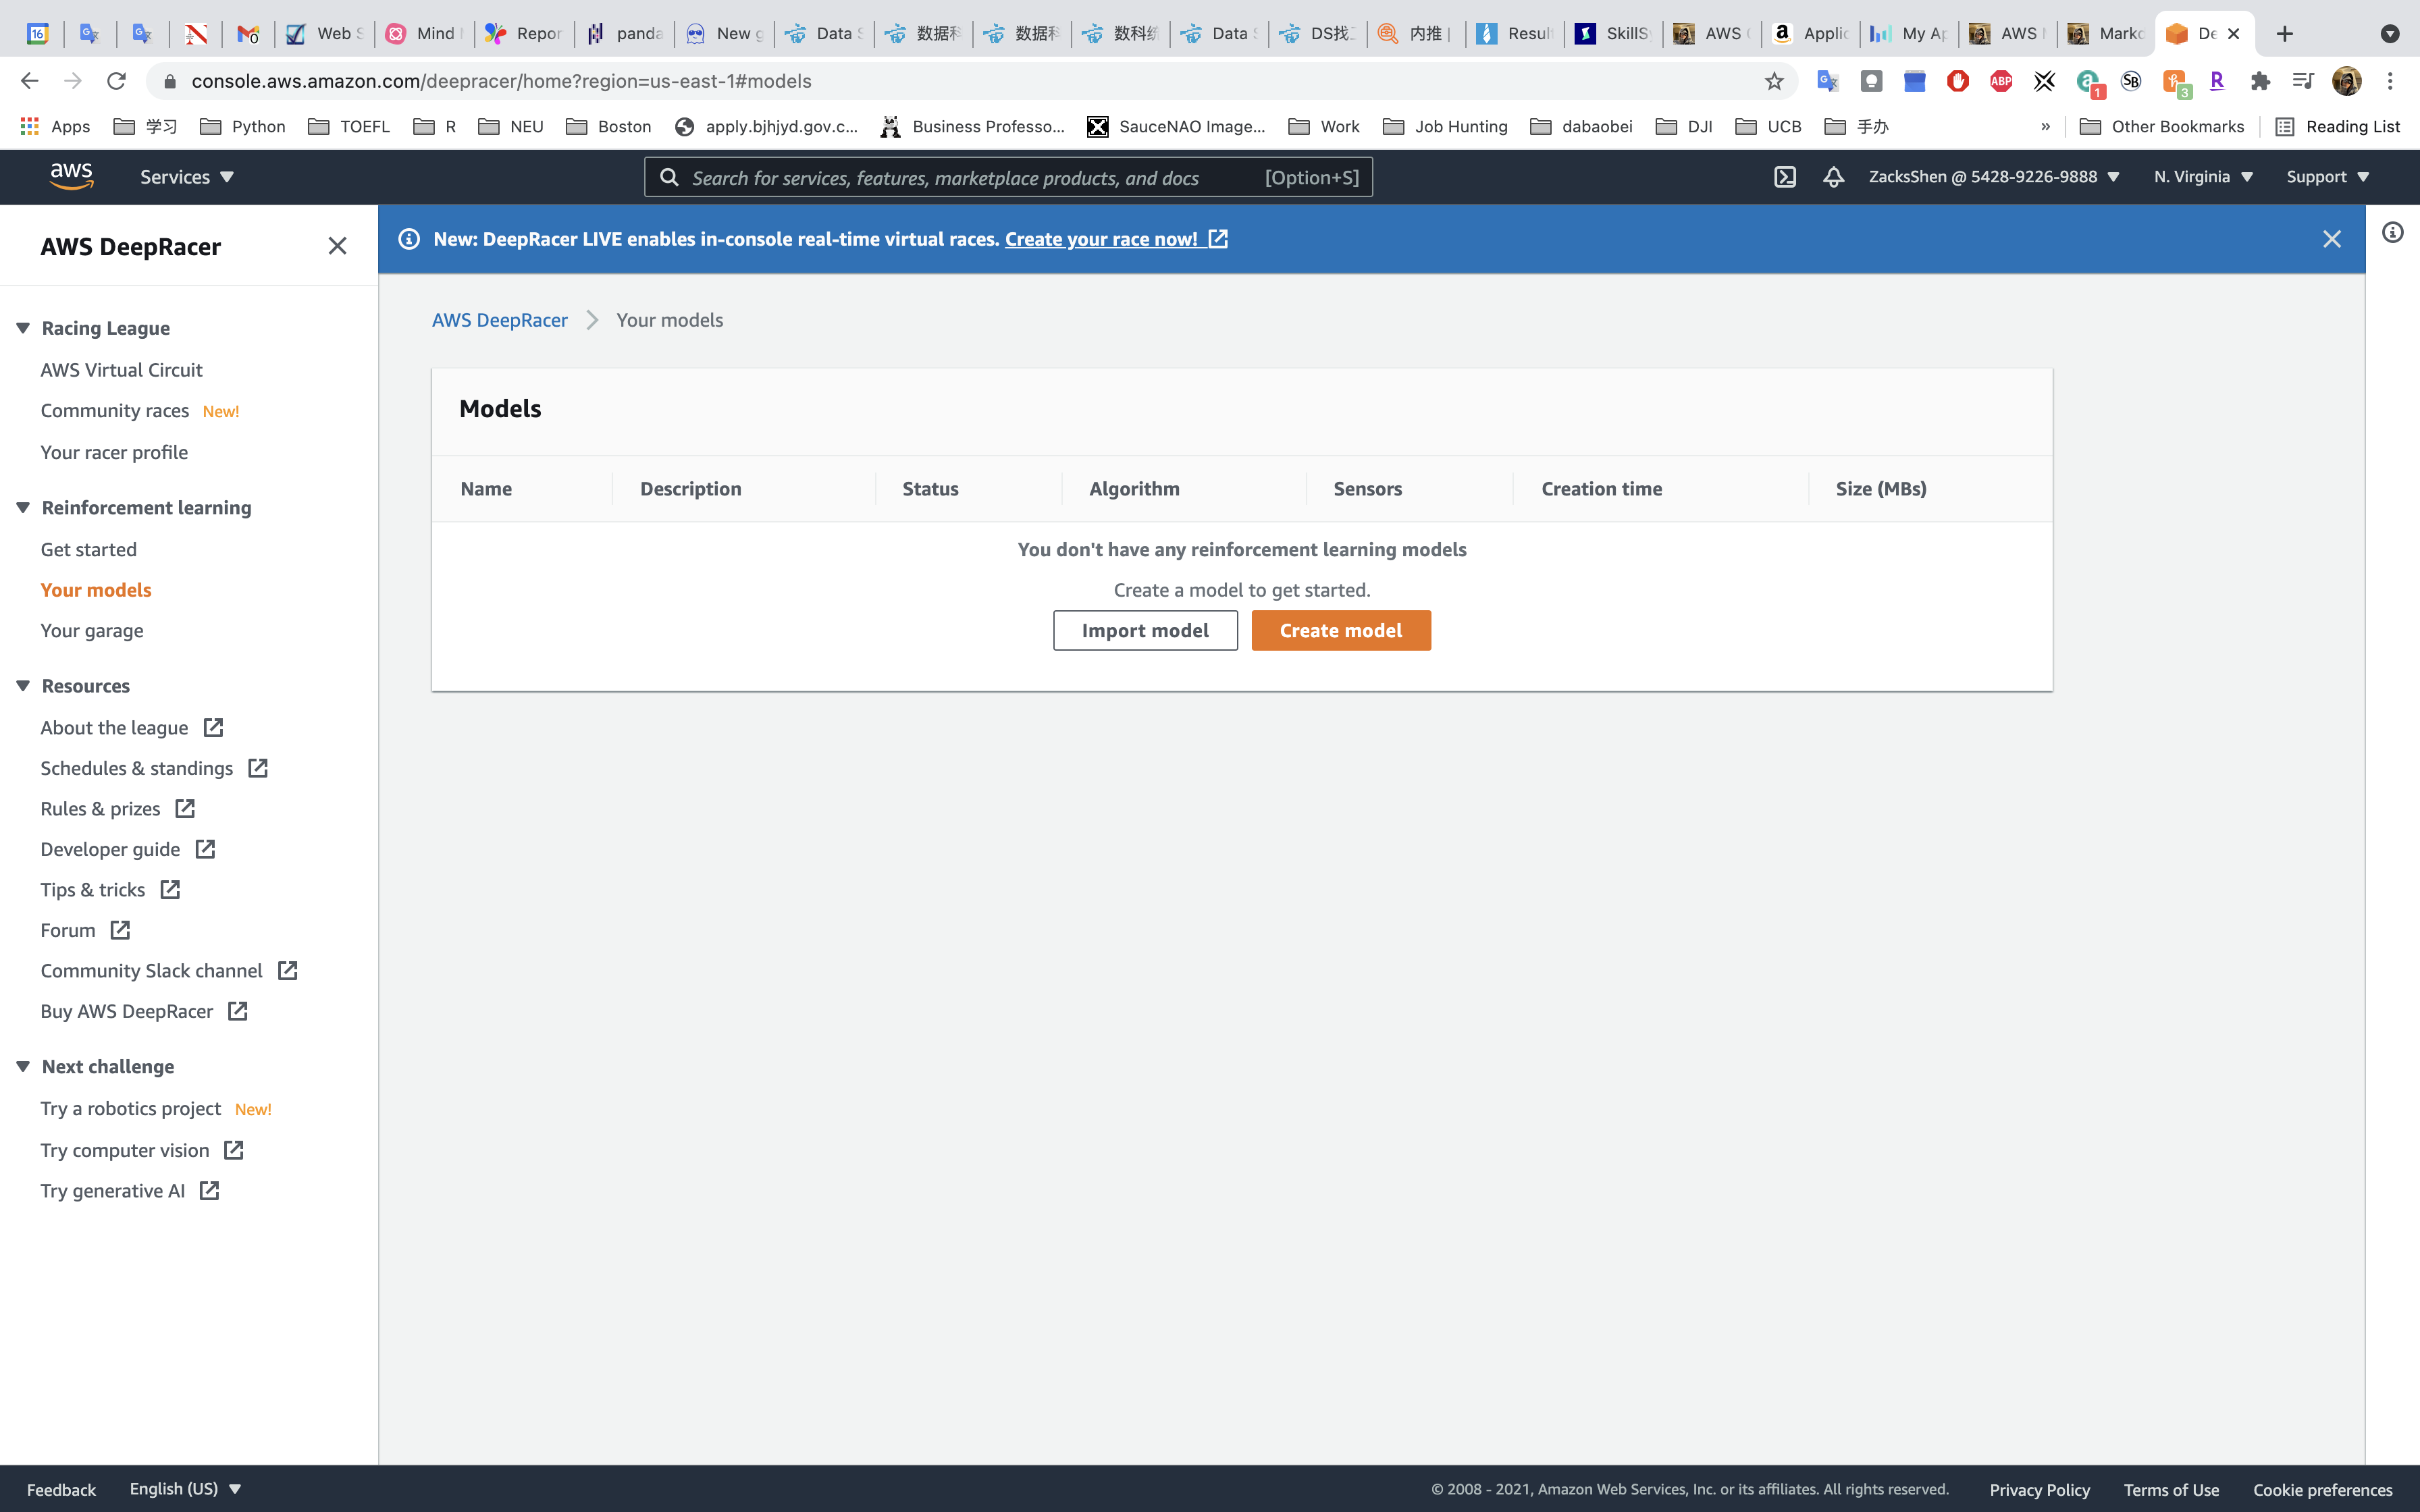 16 Web Mind Repor panda New g Data 数据科 数据科 数科统 Data DS找 内推 | Resul SkillS AWS Applic My Ap AWS Marko De
console.aws.amazon.com/deepracer/home?region=us-east-1#models
Apps 学习 Python TOEFL R NEU Boston apply.bjhjyd.gov.c... Business Professo... SauceNAO Image... Work Job Hunting dabaobei DJI UCB 手办 » Other Bookmarks Reading List
aws Services Search for services, features, marketplace products, and docs [Option+S] ZacksShen @ 5428-9226-9888 N. Virginia Support
AWS DeepRacer
New: DeepRacer LIVE enables in-console real-time virtual races. Create your race now!
Racing League
AWS Virtual Circuit
Community races New!
Your racer profile
Reinforcement learning
Get started
Your models
Your garage
Resources
About the league
Schedules & standings
Rules & prizes
Developer guide
Tips & tricks
Forum
Community Slack channel
Buy AWS DeepRacer
Next challenge
Try a robotics project New!
Try computer vision
Try generative AI
AWS DeepRacer Your models
Models
Name Description Status Algorithm Sensors Creation time Size (MBs)
You don't have any reinforcement learning models
Create a model to get started.
Import model Create model
Feedback English (US) © 2008 - 2021, Amazon Web Services, Inc. or its affiliates. All rights reserved. Privacy Policy Terms of Use Cookie preferences